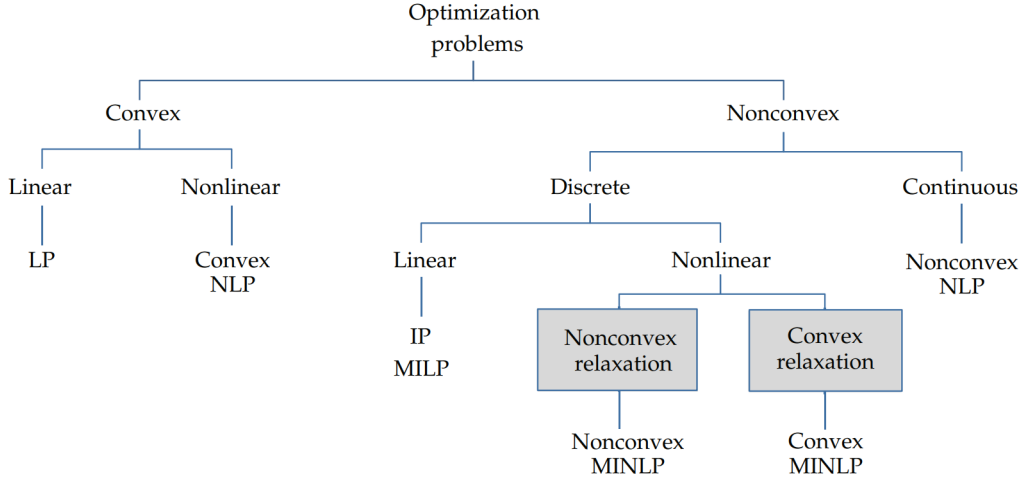 Optimization
problems
Convex
Nonconvex
Linear
Nonlinear
Discrete
Continuous
LP
Convex
NLP
Linear
Nonlinear
Nonconvex
NLP
IP
MILP
Nonconvex
relaxation
Convex
relaxation
Nonconvex
MINLP
Convex
MINLP